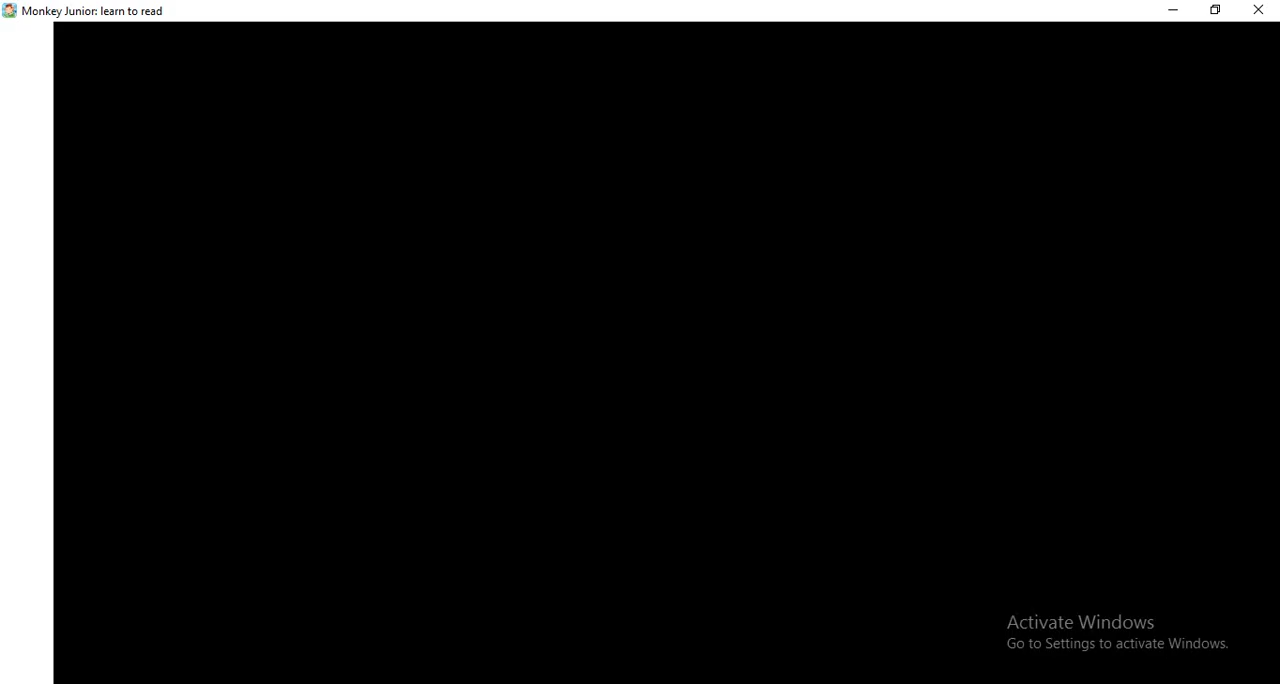 Monkey Junior: learn to read
Activate Windows
Go to Settings to activate Windows.